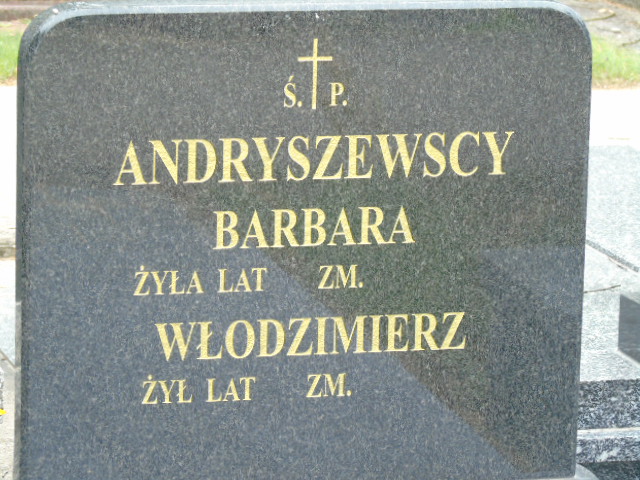 Ś. P.
ANDRYSZEWSCY
BARBARA
ŻYŁA LAT ZM.
WŁODZIMIERZ
ŻYŁ LAT ZM.